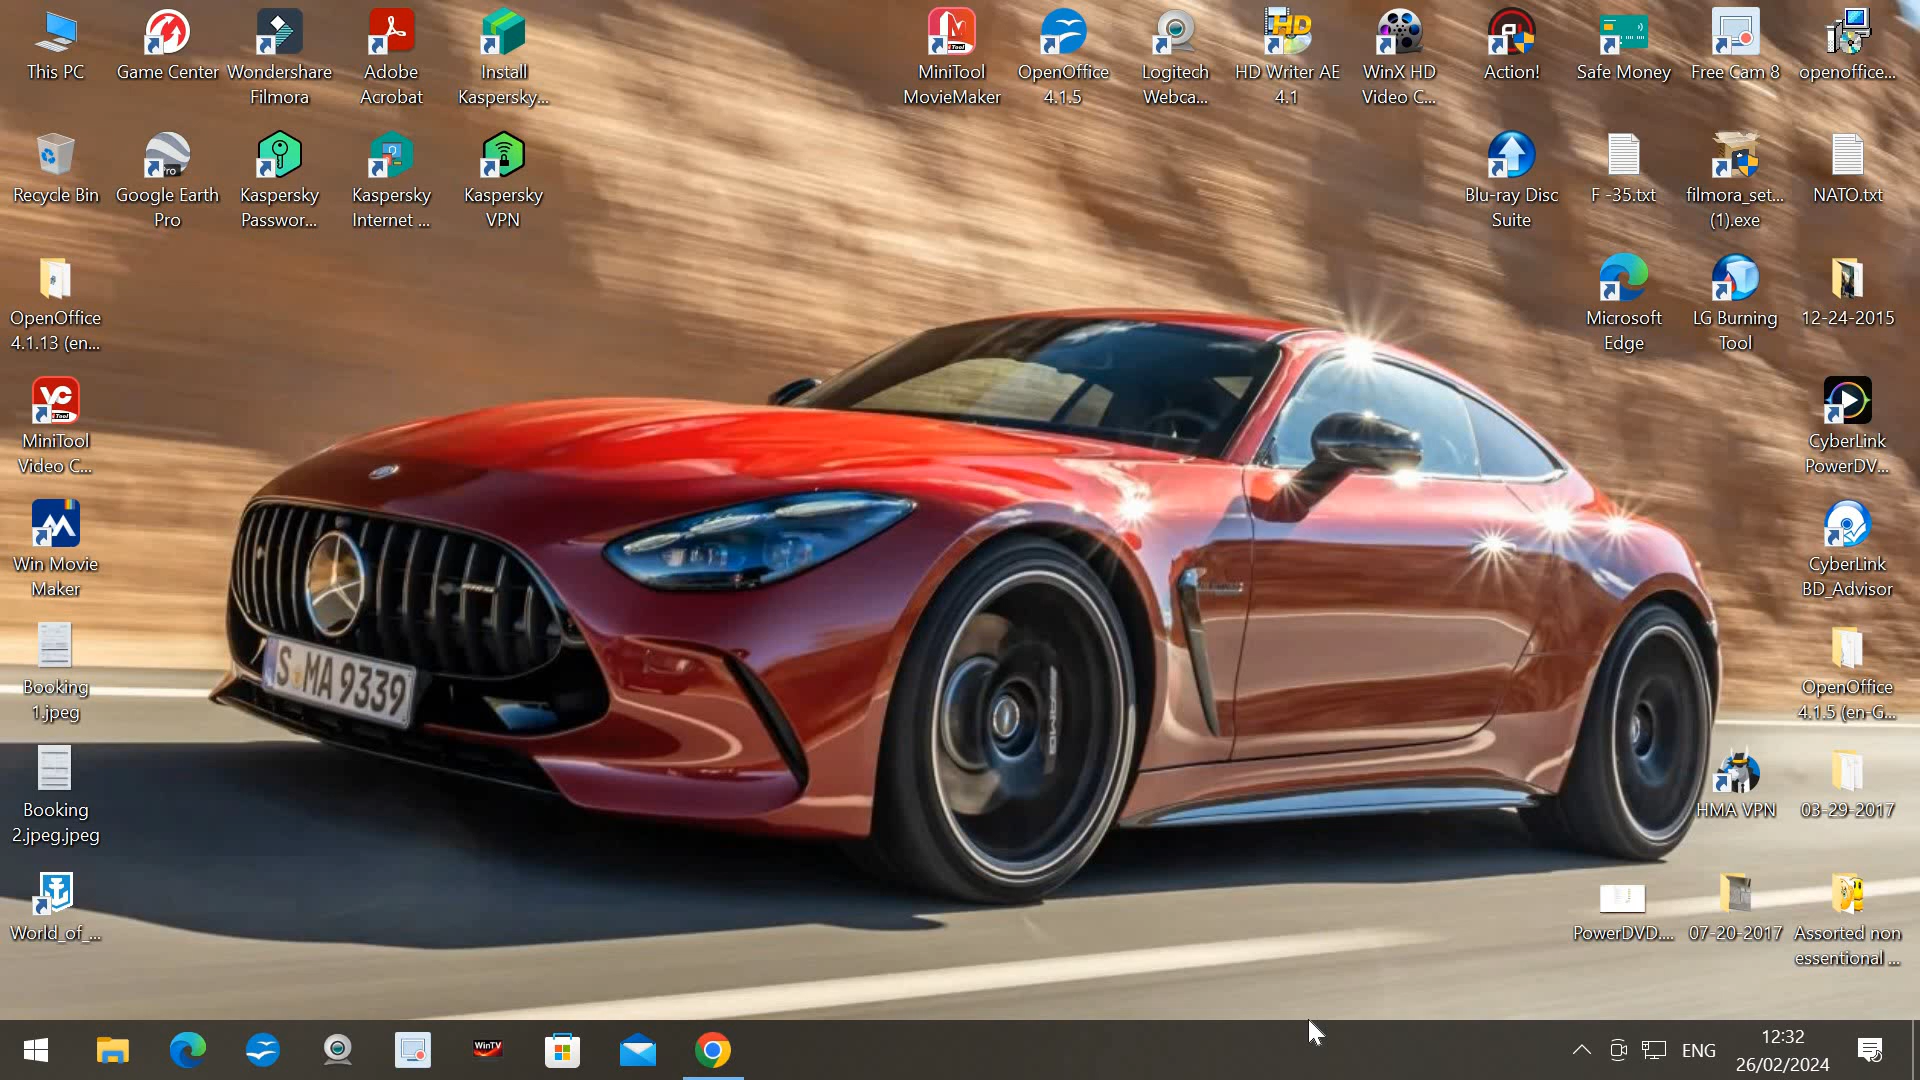 This PC
Game Center
Wondershare
Filmora
Adobe
Acrobat
Install
Kaspersky...
MiniTool
MovieMaker
OpenOffice
4.1.5
Logitech
Webca...
HD Writer AE
4.1
WinX HD
Video C...
Action!
Safe Money
Free Cam 8
openoffice...
Recycle Bin
Google Earth
Pro
Kaspersky
Passwor...
Kaspersky
Internet ...
Kaspersky
VPN
Blu-ray Disc
Suite
F -35.txt
filmora_set...
(1).exe
NATO.txt
OpenOffice
4.1.13 (en...
Microsoft
Edge
LG Burning
Tool
12-24-2015
MiniTool
Video C...
CyberLink
PowerDV...
Win Movie
Maker
CyberLink
BD_Advisor
S MA 9339
AMG
Booking
1.jpeg
OpenOffice
4.1.5 (en-G...
Booking
2.jpeg.jpeg
HMA VPN
03-29-2017
World_of_...
PowerDVD....
07-20-2017
Assorted non
essentional ...
WinTV
ENG
12:32
26/02/2024